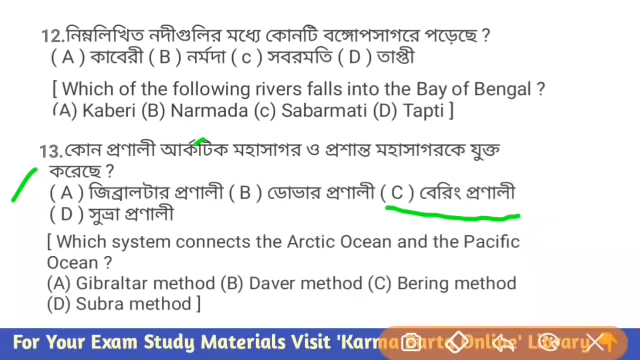 12.নিম্নলিখিত নদীগুলির মধ্যে কোনটি বঙ্গোপসাগরে পড়েছে ?
( A ) কাবেরী ( B ) নর্মদা ( c ) সবরমতি ( D ) তাপ্তী
[ Which of the following rivers falls into the Bay of Bengal ?
(A) Kaberi (B) Narmada (c) Sabarmati (D) Tapti ]
13.কোন প্রণালী আর্কটিক মহাসাগর ও প্রশান্ত মহাসাগরকে যুক্ত
করেছে ?
( A ) জিব্রালটার প্রণালী ( B ) ডোভার প্রণালী ( C ) বেরিং প্রণালী
( D ) সুন্ডা প্রণালী
[ Which system connects the Arctic Ocean and the Pacific
Ocean ?
(A) Gibraltar method (B) Daver method (C) Bering method
(D) Subra method ]
For Your Exam Study Materials Visit 'Karma Barta Online' Library